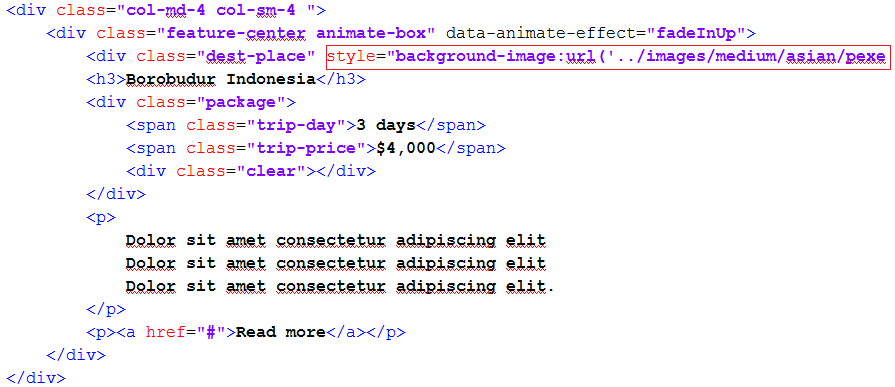 <div class="col-md-4 col-sm-4 ">
<div class="feature-center animate-box" data-animate-effect="fadeInUp">
<div class="dest-place" style="background-image:url('../images/medium/asian/pexe
<h3>Borobudur Indonesia</h3>
<div class="package">
<span class="trip-day">3 days</span>
<span class="trip-price">$4,000</span>
<div class="clear"></div>
</div>
<p>
Dolor sit amet consectetur adipiscing elit
Dolor sit amet consectetur adipiscing elit
Dolor sit amet consectetur adipiscing elit.
</p>
<p><a href="#">Read more</a></p>
</div>
</div>